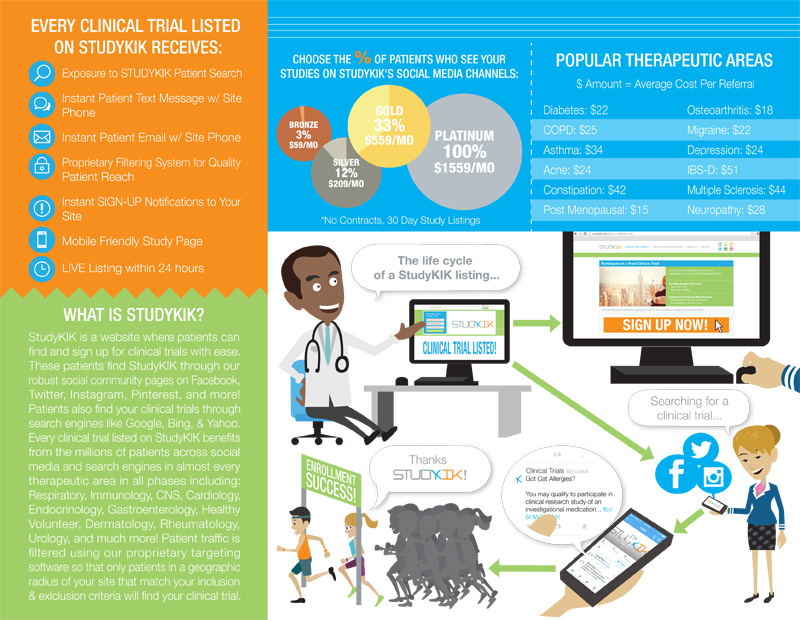 EVERY CLINICAL TRIAL LISTED
ON STUDYKIK RECEIVES:
Exposure to STUDYKIK Patient Search
Instant Patient Text Message w/ Site
Phone
Instant Patient Email w/ Site Phone
Proprietary Filtering System for Quality
Patient Reach
Instant SIGN-UP Notifications to Your
Site
Mobile Friendly Study Page
LIVE Listing within 24 hours
WHAT IS STUDYKIK?
StudyKIK is a website where patients can
find and sign up for clinical trials with ease.
These patients find StudyKIK through our
robust social community pages on Facebook,
Twitter, Instagram, Pinterest, and more!
Patients also find your clinical trials through
search engines like Google, Bing, & Yahoo.
Every clinical trial listed on StudyKIK benefits
from the millions of patients across social
media and search engines in almost every
therapeutic area in all phases including:
Respiratory, Immunology, CNS, Cardiology,
Endocrinology, Gastroenterology, Healthy
Volunteer, Dermatology, Rheumatology,
Urology, and much more! Patient traffic is
filtered using our proprietary targeting
software so that only patients in a geographic
radius of your site that match your inclusion
& exlclusion criteria will find your clinical trial.
CHOOSE THE % OF PATIENTS WHO SEE YOUR
STUDIES ON STUDYKIK'S SOCIAL MEDIA CHANNELS:
BRONZE
3%
$59/MO
SILVER
12%
$209/MO
GOLD
33%
$559/MO
PLATINUM
100%
$1559/MO
*No Contracts, 30 Day Study Listings
POPULAR THERAPEUTIC AREAS
$ Amount = Average Cost Per Referral
Diabetes: $22
COPD: $25
Asthma: $34
Acne: $24
Constipation: $42
Post Menopausal: $15
Osteoarthritis: $18
Migraine: $22
Depression: $24
IBS-D: $51
Multiple Sclerosis: $44
Neuropathy: $28
The life cycle
of a StudyKIK listing...
STUDYKIK
CLINICAL TRIAL LISTED!
STUDYKIK
Participate in a Paid Clinical Trial!
SIGN UP NOW!
Searching for a
clinical trial...
Clinical Trials
Got Cat Allergies?
You may qualify to participate in
clinical research study of an
investigational medication...
STUDYKIK
Thanks
STUDYKIK!
ENROLLMENT
SUCCESS!